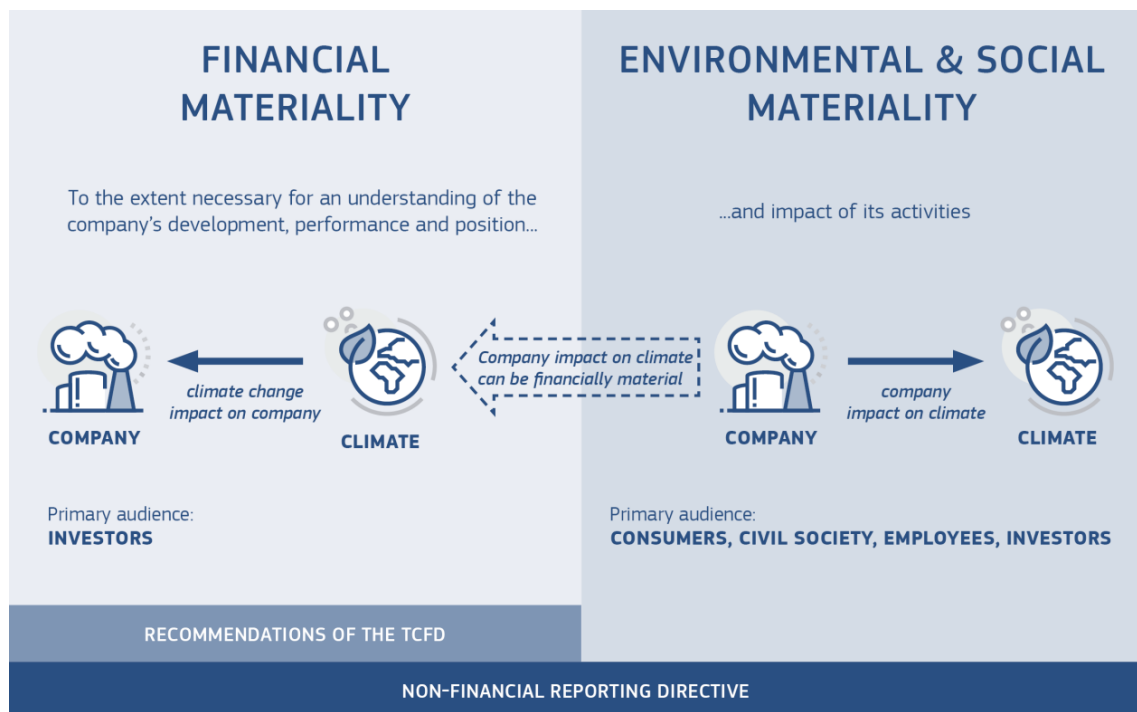 FINANCIAL
MATERIALITY
To the extent necessary for an understanding of the
company's development, performance and position...
climate change
impact on company
COMPANY
CLIMATE
Primary audience:
INVESTORS
RECOMMENDATIONS OF THE TCFD
Company impact on climate
can be financially material
ENVIRONMENTAL & SOCIAL
MATERIALITY
...and impact of its activities
company
impact on climate
COMPANY
CLIMATE
Primary audience:
CONSUMERS, CIVIL SOCIETY, EMPLOYEES, INVESTORS
NON-FINANCIAL REPORTING DIRECTIVE